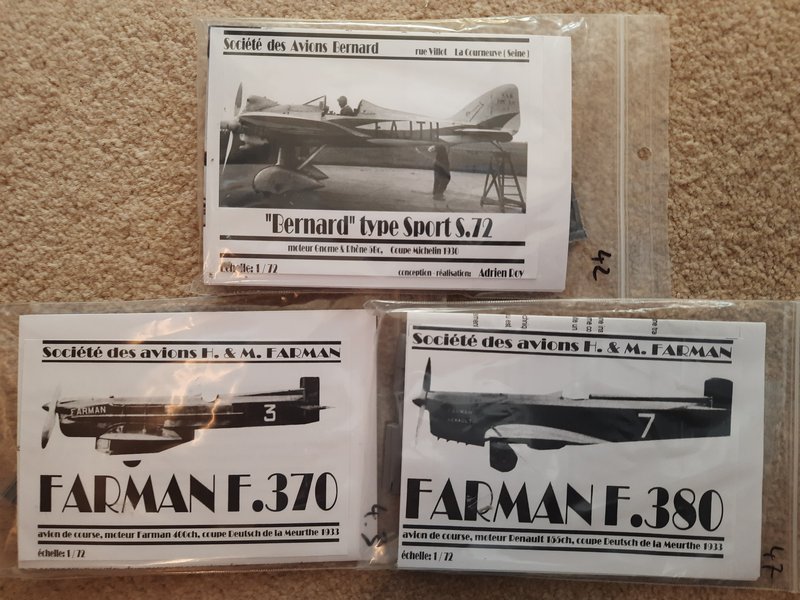 Société des Avions Bernard rue Villot La Courneuve (Seine)
"Bernard" type Sport S.72
moteur Gnome & Rhône 5Bc, Coupe Michelin 1930
échelle: 1/72
conception - réalisation: Adrien Roy
42
Société des avions H. & M. FARMAN
FARMAN
3
FARMAN F.370
avion de course, moteur Farman 400ch, coupe Deutsch de la Meurthe 1933
échelle: 1/72
Société des avions H. & M. FARMAN
7
FARMAN F.380
avion de course, moteur Renault 155ch, coupe Deutsch de la Meurthe 1933
échelle: 1/72
42